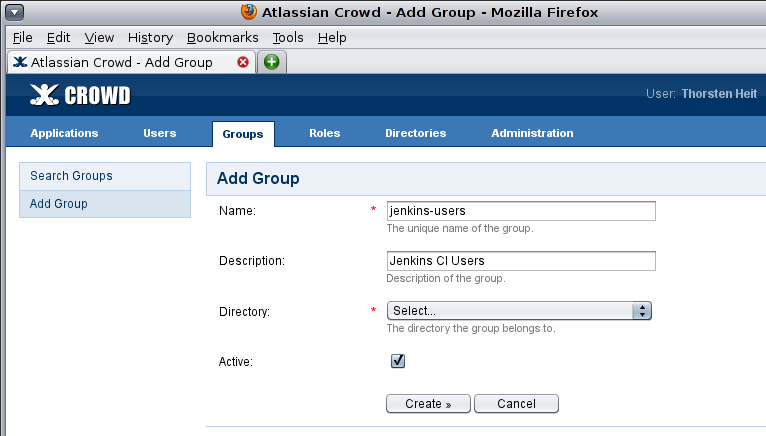 Atlassian Crowd - Add Group - Mozilla Firefox
File Edit View History Bookmarks Tools Help
Atlassian Crowd - Add Group
CROWD
User: Thorsten Heit
Applications Users Groups Roles Directories Administration
Search Groups
Add Group
Add Group
Name: * jenkins-users
The unique name of the group.
Description: Jenkins CI Users
Description of the group.
Directory: * Select...
The directory the group belongs to.
Active:
Create » Cancel